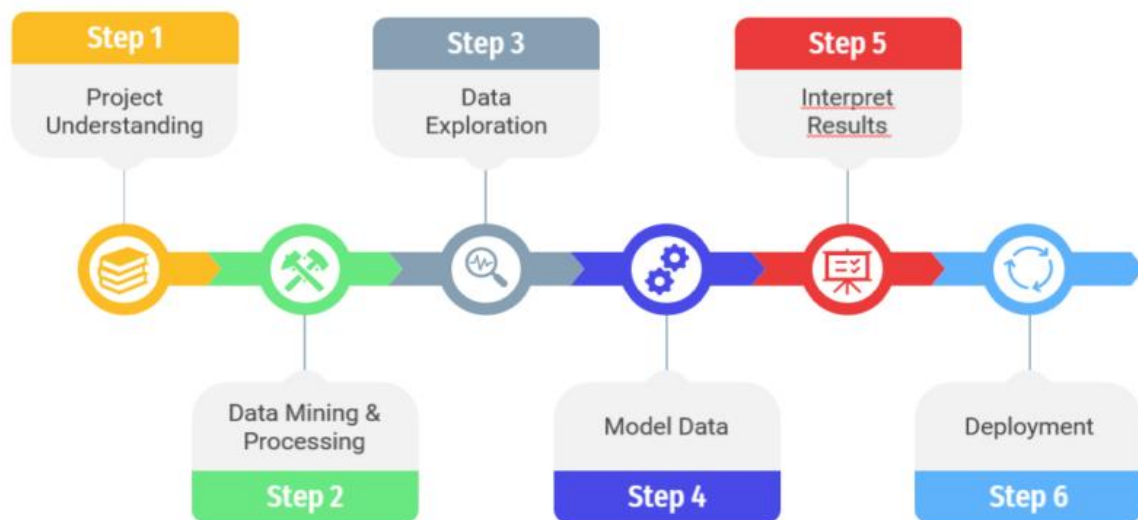 Step 1
Project
Understanding
Data Mining &
Processing
Step 2
Step 3
Data
Exploration
Model Data
Step 4
Step 5
Interpret
Results
Deployment
Step 6